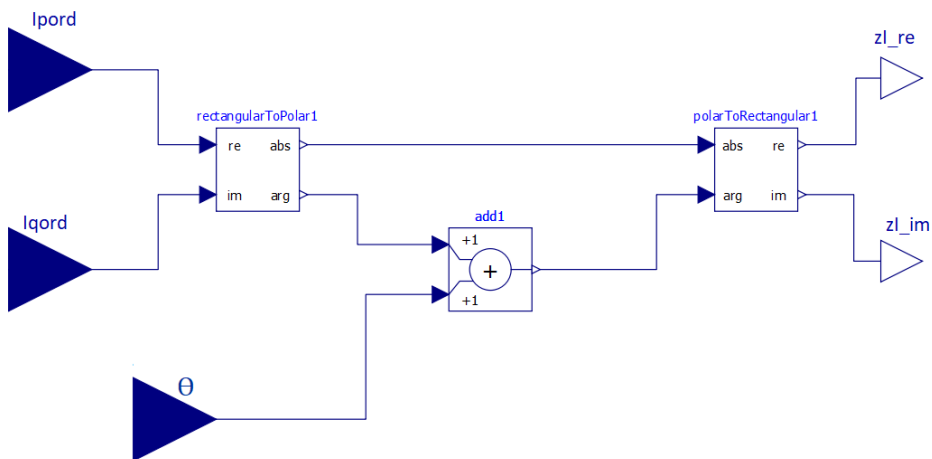 Ipord
zl_re
rectangularToPolar1
polarToRectangular1
re abs
abs re
im arg
arg im
Iqord
add1
zl_im
+1
+
+1
Θ